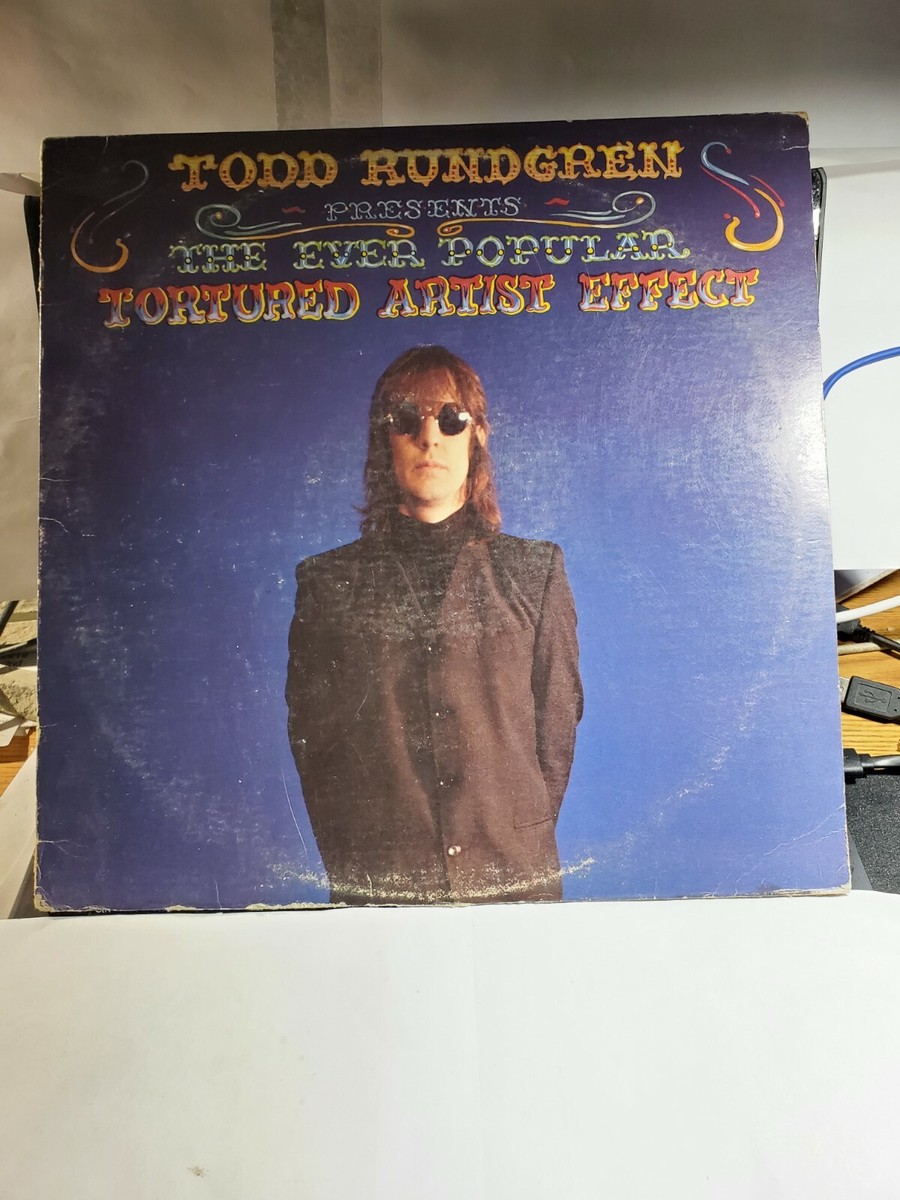 TODD RUNDGREN
PRESENTS
THE EVER POPULAR
TORTURED ARTIST EFFECT